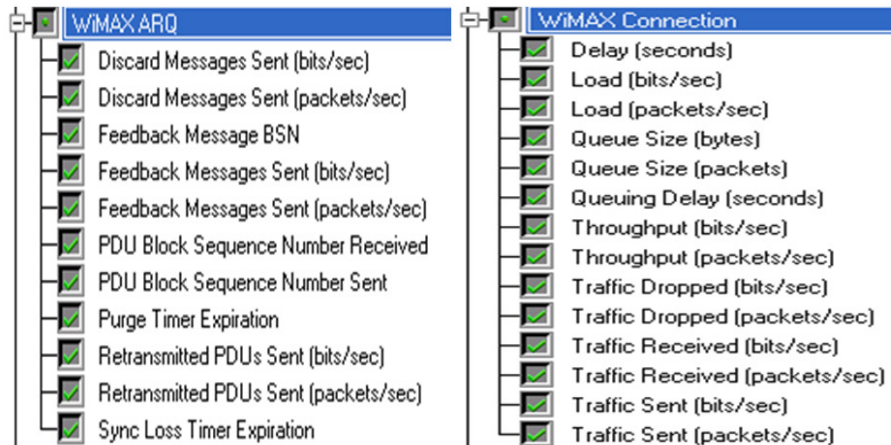 WiMAX ARQ
Discard Messages Sent (bits/sec)
Discard Messages Sent (packets/sec)
Feedback Message BSN
Feedback Messages Sent (bits/sec)
Feedback Messages Sent (packets/sec)
PDU Block Sequence Number Received
PDU Block Sequence Number Sent
Purge Timer Expiration
Retransmitted PDUs Sent (bits/sec)
Retransmitted PDUs Sent (packets/sec)
Sync Loss Timer Expiration
WiMAX Connection
Delay (seconds)
Load (bits/sec)
Load (packets/sec)
Queue Size (bytes)
Queue Size (packets)
Queuing Delay (seconds)
Throughput (bits/sec)
Throughput (packets/sec)
Traffic Dropped (bits/sec)
Traffic Dropped (packets/sec)
Traffic Received (bits/sec)
Traffic Received (packets/sec)
Traffic Sent (bits/sec)
Traffic Sent (packets/sec)